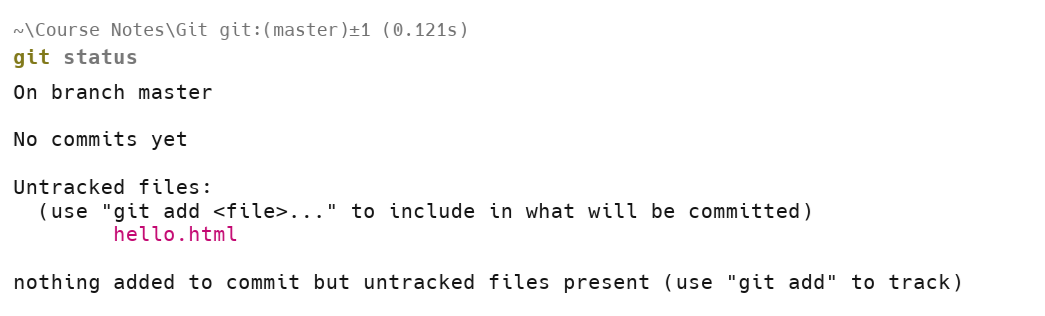 ~\Course Notes\Git git:(master)±1 (0.121s)
git status
On branch master
No commits yet
Untracked files:
  (use "git add <file>..." to include in what will be committed)
        hello.html
nothing added to commit but untracked files present (use "git add" to track)